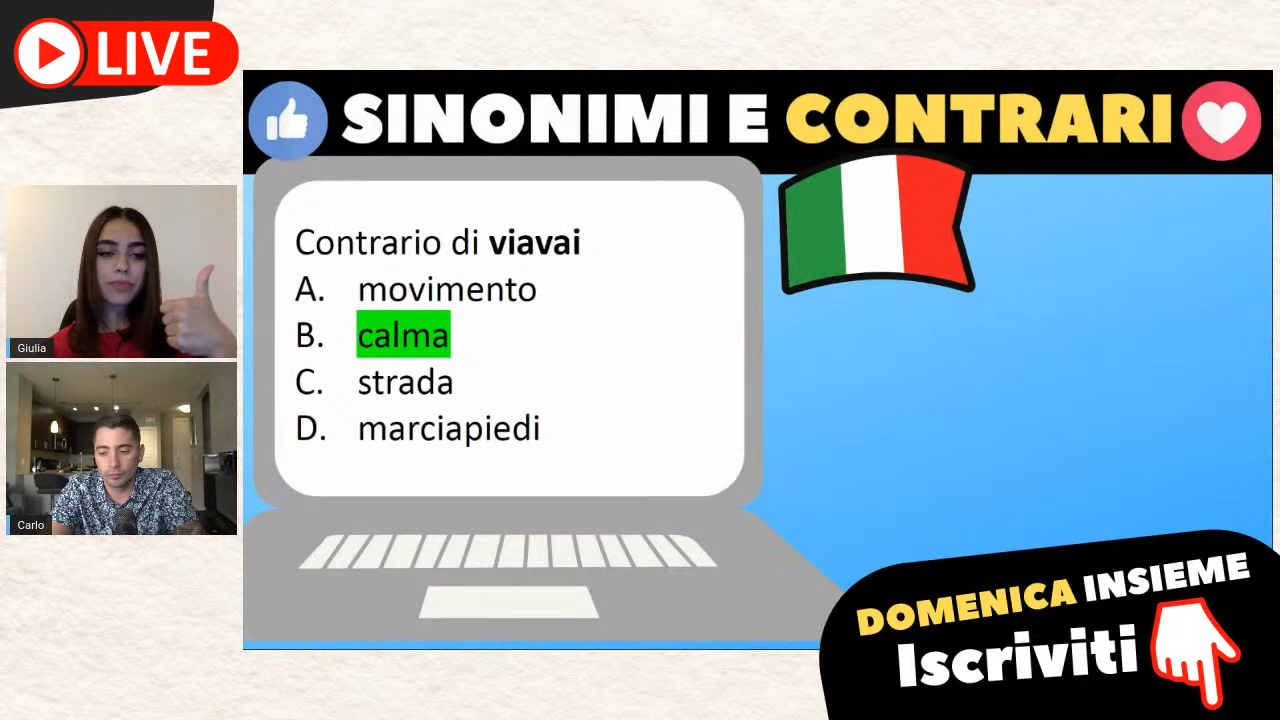 LIVE
SINONIMI E CONTRARI
Contrario di viavai
A. movimento
B. calma
C. strada
D. marciapiedi
Giulia
Carlo
DOMENICA INSIEME
Iscriviti